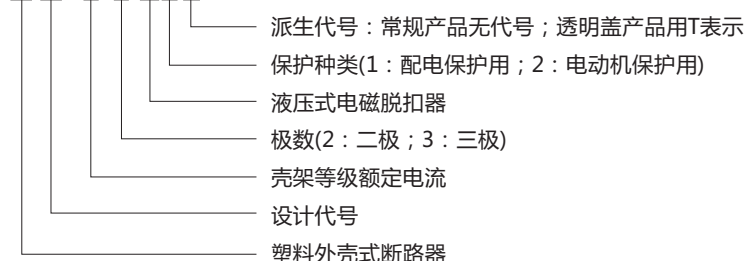 派生代号：常规产品无代号；透明盖产品用T表示
保护种类(1：配电保护用；2：电动机保护用)
液压式电磁脱扣器
极数(2：二极；3：三极)
壳架等级额定电流
设计代号
塑料外壳式断路器